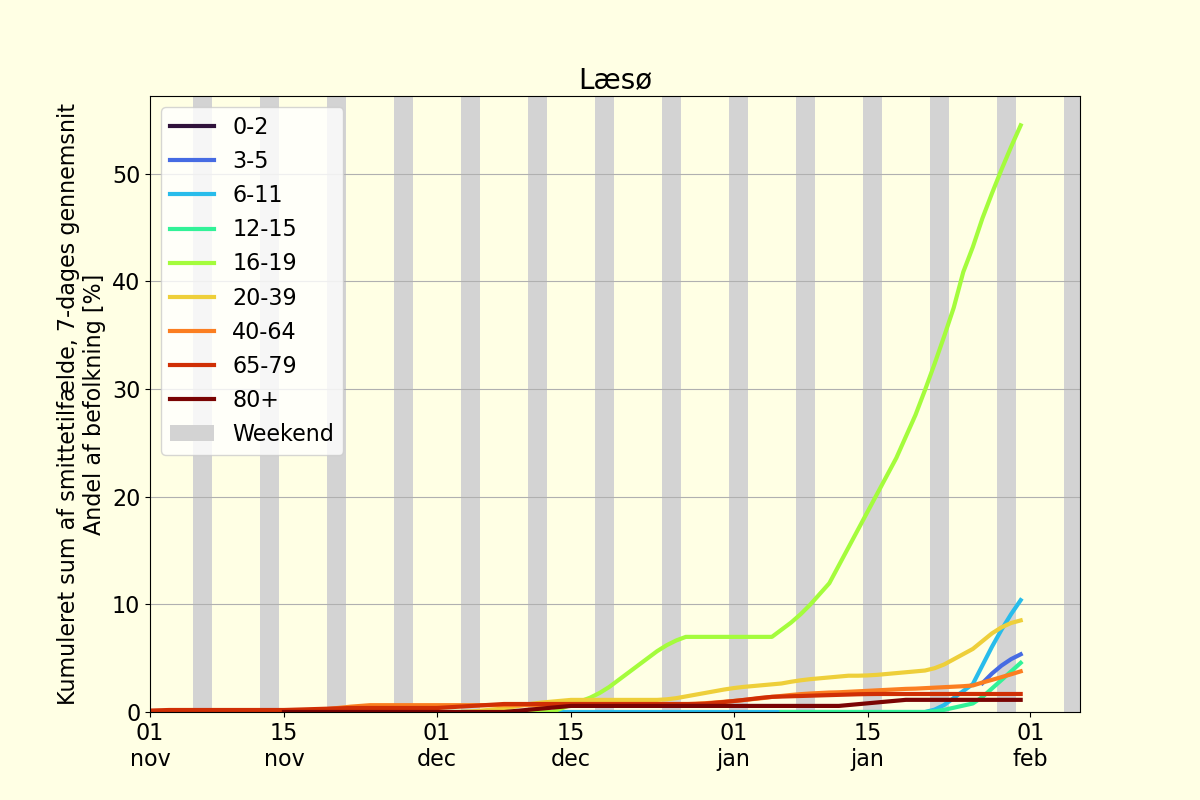 Læsø
Kumuleret sum af smittetilfælde, 7-dages gennemsnit
Andel af befolkning [%]
50
40
30
20
10
0
0-2
3-5
6-11
12-15
16-19
20-39
40-64
65-79
80+
Weekend
01 15 01 15 01 15 01
nov nov dec dec jan jan feb